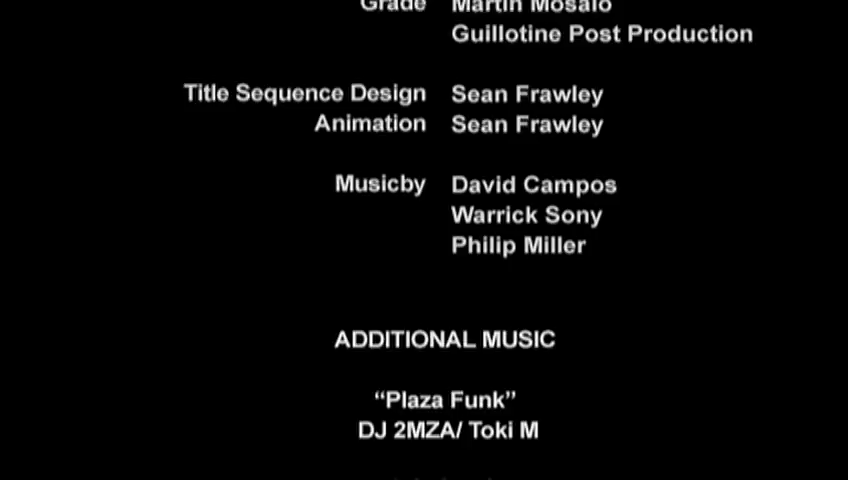 Grade Martin Mosalo
Guillotine Post Production
Title Sequence Design Sean Frawley
Animation Sean Frawley
Musicby David Campos
Warrick Sony
Philip Miller
ADDITIONAL MUSIC
“Plaza Funk”
DJ 2MZA/ Toki M